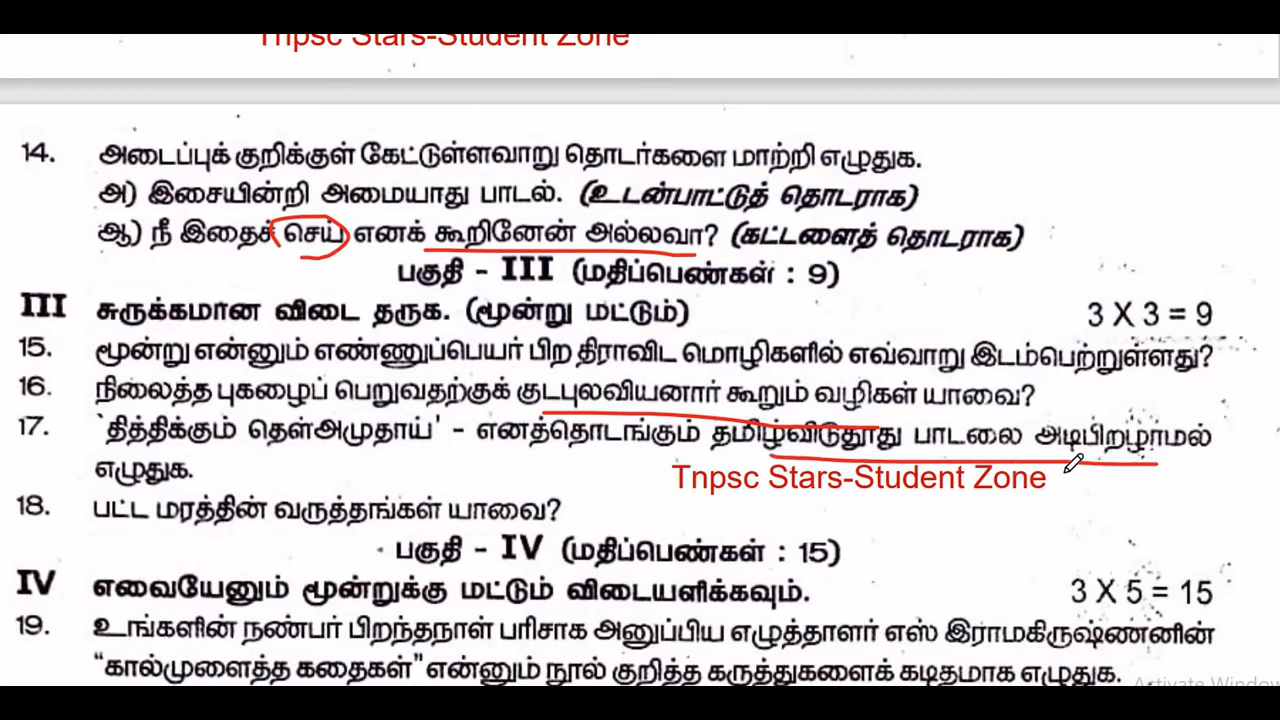 Tnpsc Stars-Student Zone
14. அடைப்புக் குறிக்குள் கேட்டுள்ளவாறு தொடர்களை மாற்றி எழுதுக.
அ) இசையின்றி அமையாது பாடல். (உடன்பாட்டுத் தொடராக)
ஆ) நீ இதைச் செய் எனக் கூறினேன் அல்லவா? (கட்டளைத் தொடராக)
பகுதி - III (மதிப்பெண்கள் : 9)
III சுருக்கமான விடை தருக. (மூன்று மட்டும்) 3 X 3 = 9
15. மூன்று என்னும் எண்ணுப்பெயர் பிற திராவிட மொழிகளில் எவ்வாறு இடம்பெற்றுள்ளது?
16. நிலைத்த புகழைப் பெறுவதற்குக் குடபுலவியனார் கூறும் வழிகள் யாவை?
17. 'தித்திக்கும் தெள்அமுதாய்' - எனத்தொடங்கும் தமிழ்விடுதூது பாடலை அடிபிறழாமல்
எழுதுக.
Tnpsc Stars-Student Zone
18. பட்ட மரத்தின் வருத்தங்கள் யாவை?
பகுதி - IV (மதிப்பெண்கள் : 15)
IV எவையேனும் மூன்றுக்கு மட்டும் விடையளிக்கவும். 3 X 5 = 15
19. உங்களின் நண்பர் பிறந்தநாள் பரிசாக அனுப்பிய எழுத்தாளர் எஸ் இராமகிருஷ்ணனின்
"கால்முளைத்த கதைகள்" என்னும் நூல் குறித்த கருத்துகளைக் கடிதமாக எழுதுக.
Activate Window